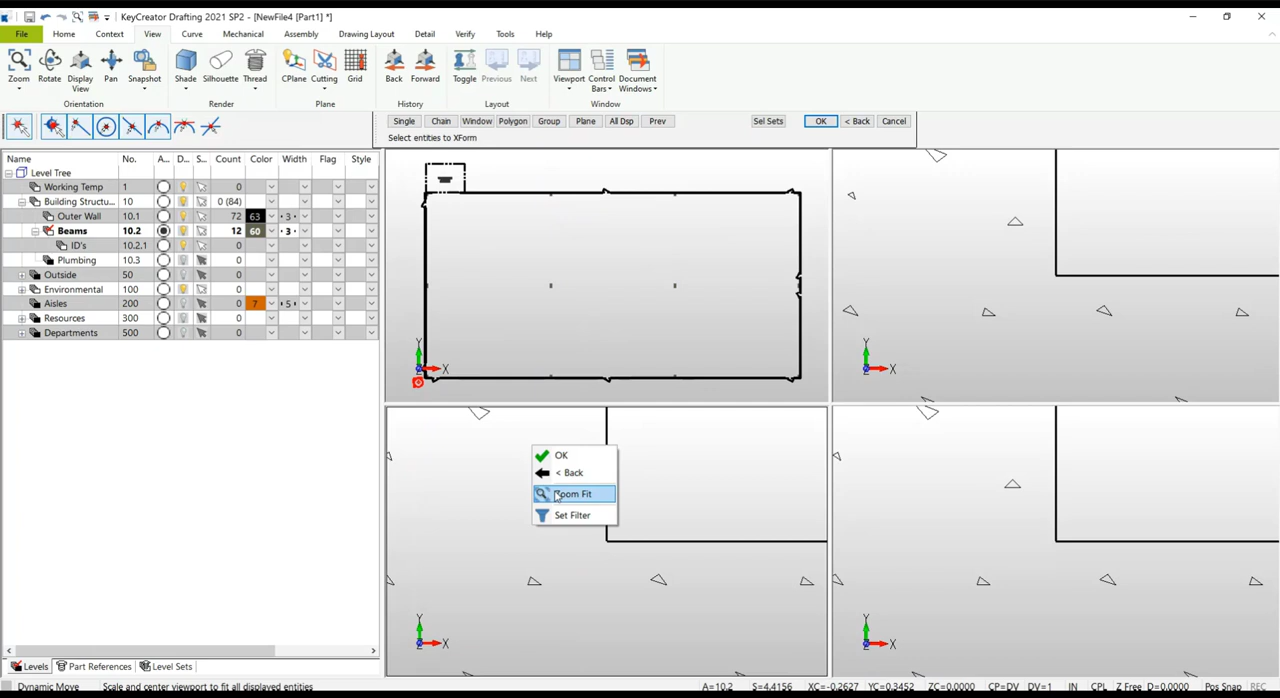 KeyCreator Drafting 2021 SP2 - [NewFile4 [Part1] *]
File Home Context View Curve Mechanical Assembly Drawing Layout Detail Verify Tools Help
Zoom Rotate Display View Pan Snapshot Shade Silhouette Thread CPlane Cutting Grid Back Forward Toggle Previous Next Viewport Control Bars Document Windows
Orientation Render Plane History Layout Window
Single Chain Window Polygon Group Plane All Dsp Prev Sel Sets OK < Back Cancel
Select entities to XForm
Name No. A... D... S... Count Color Width Flag Style
Level Tree
Working Temp 1 0
Building Structu... 10 0 (84)
Outer Wall 10.1 72 63 3
Beams 10.2 12 60 3
ID's 10.2.1 0
Plumbing 10.3 0
Outside 50 0
Environmental 100 0
Aisles 200 0 7 5
Resources 300 0
Departments 500 0
Y
X
Y
X
OK
< Back
Zoom Fit
Set Filter
Y
X
Y
X
Levels Part References Level Sets
Dynamic Move Scale and center viewport to fit all displayed entities A=10.2 S=4.4156 XC=-0.2627 YC=0.3452 ZC=0.0000 CP=DV DV=1 IN CPL Z Free D=0.0000 Pos Snap REC